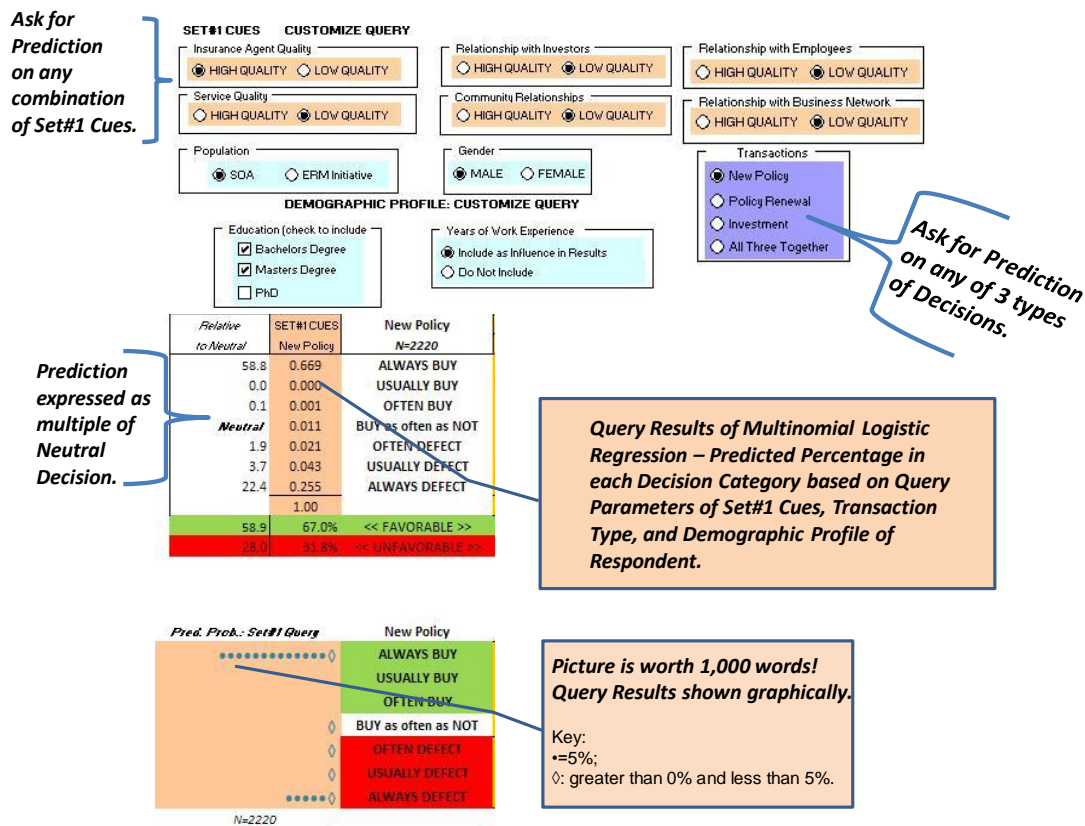 Ask for
Prediction
on any
combination
of Set#1 Cues.
SET#1 CUES CUSTOMIZE QUERY
Insurance Agent Quality
HIGH QUALITY LOW QUALITY
Relationship with Investors
HIGH QUALITY LOW QUALITY
Relationship with Employees
HIGH QUALITY LOW QUALITY
Service Quality
HIGH QUALITY LOW QUALITY
Community Relationships
HIGH QUALITY LOW QUALITY
Relationship with Business Network
HIGH QUALITY LOW QUALITY
Population
SOA ERM Initiative
Gender
MALE FEMALE
Transactions
New Policy
Policy Renewal
Investment
All Three Together
Ask for Prediction
on any of 3 types
of Decisions.
DEMOGRAPHIC PROFILE: CUSTOMIZE QUERY
Education (check to include
Bachelors Degree
Masters Degree
PhD
Years of Work Experience
Include as Influence in Results
Do Not Include
Prediction
expressed as
multiple of
Neutral
Decision.
Relative SET#1 CUES New Policy
to Neutral New Policy N=2220
58.8 0.669 ALWAYS BUY
0.0 0.000 USUALLY BUY
0.1 0.001 OFTEN BUY
Neutral 0.011 BUY as often as NOT
1.9 0.021 OFTEN DEFECT
3.7 0.043 USUALLY DEFECT
22.4 0.255 ALWAYS DEFECT
1.00
58.9 67.0% << FAVORABLE >>
28.0 31.8% << UNFAVORABLE >>
Query Results of Multinomial Logistic
Regression – Predicted Percentage in
each Decision Category based on Query
Parameters of Set#1 Cues, Transaction
Type, and Demographic Profile of
Respondent.
Pred. Prob.: Set#1 Query New Policy
•••••••••••••◊ ALWAYS BUY
USUALLY BUY
OFTEN BUY
◊ BUY as often as NOT
◊ OFTEN DEFECT
◊ USUALLY DEFECT
•••••◊ ALWAYS DEFECT
N=2220
Picture is worth 1,000 words!
Query Results shown graphically.
Key:
•=5%;
◊: greater than 0% and less than 5%.